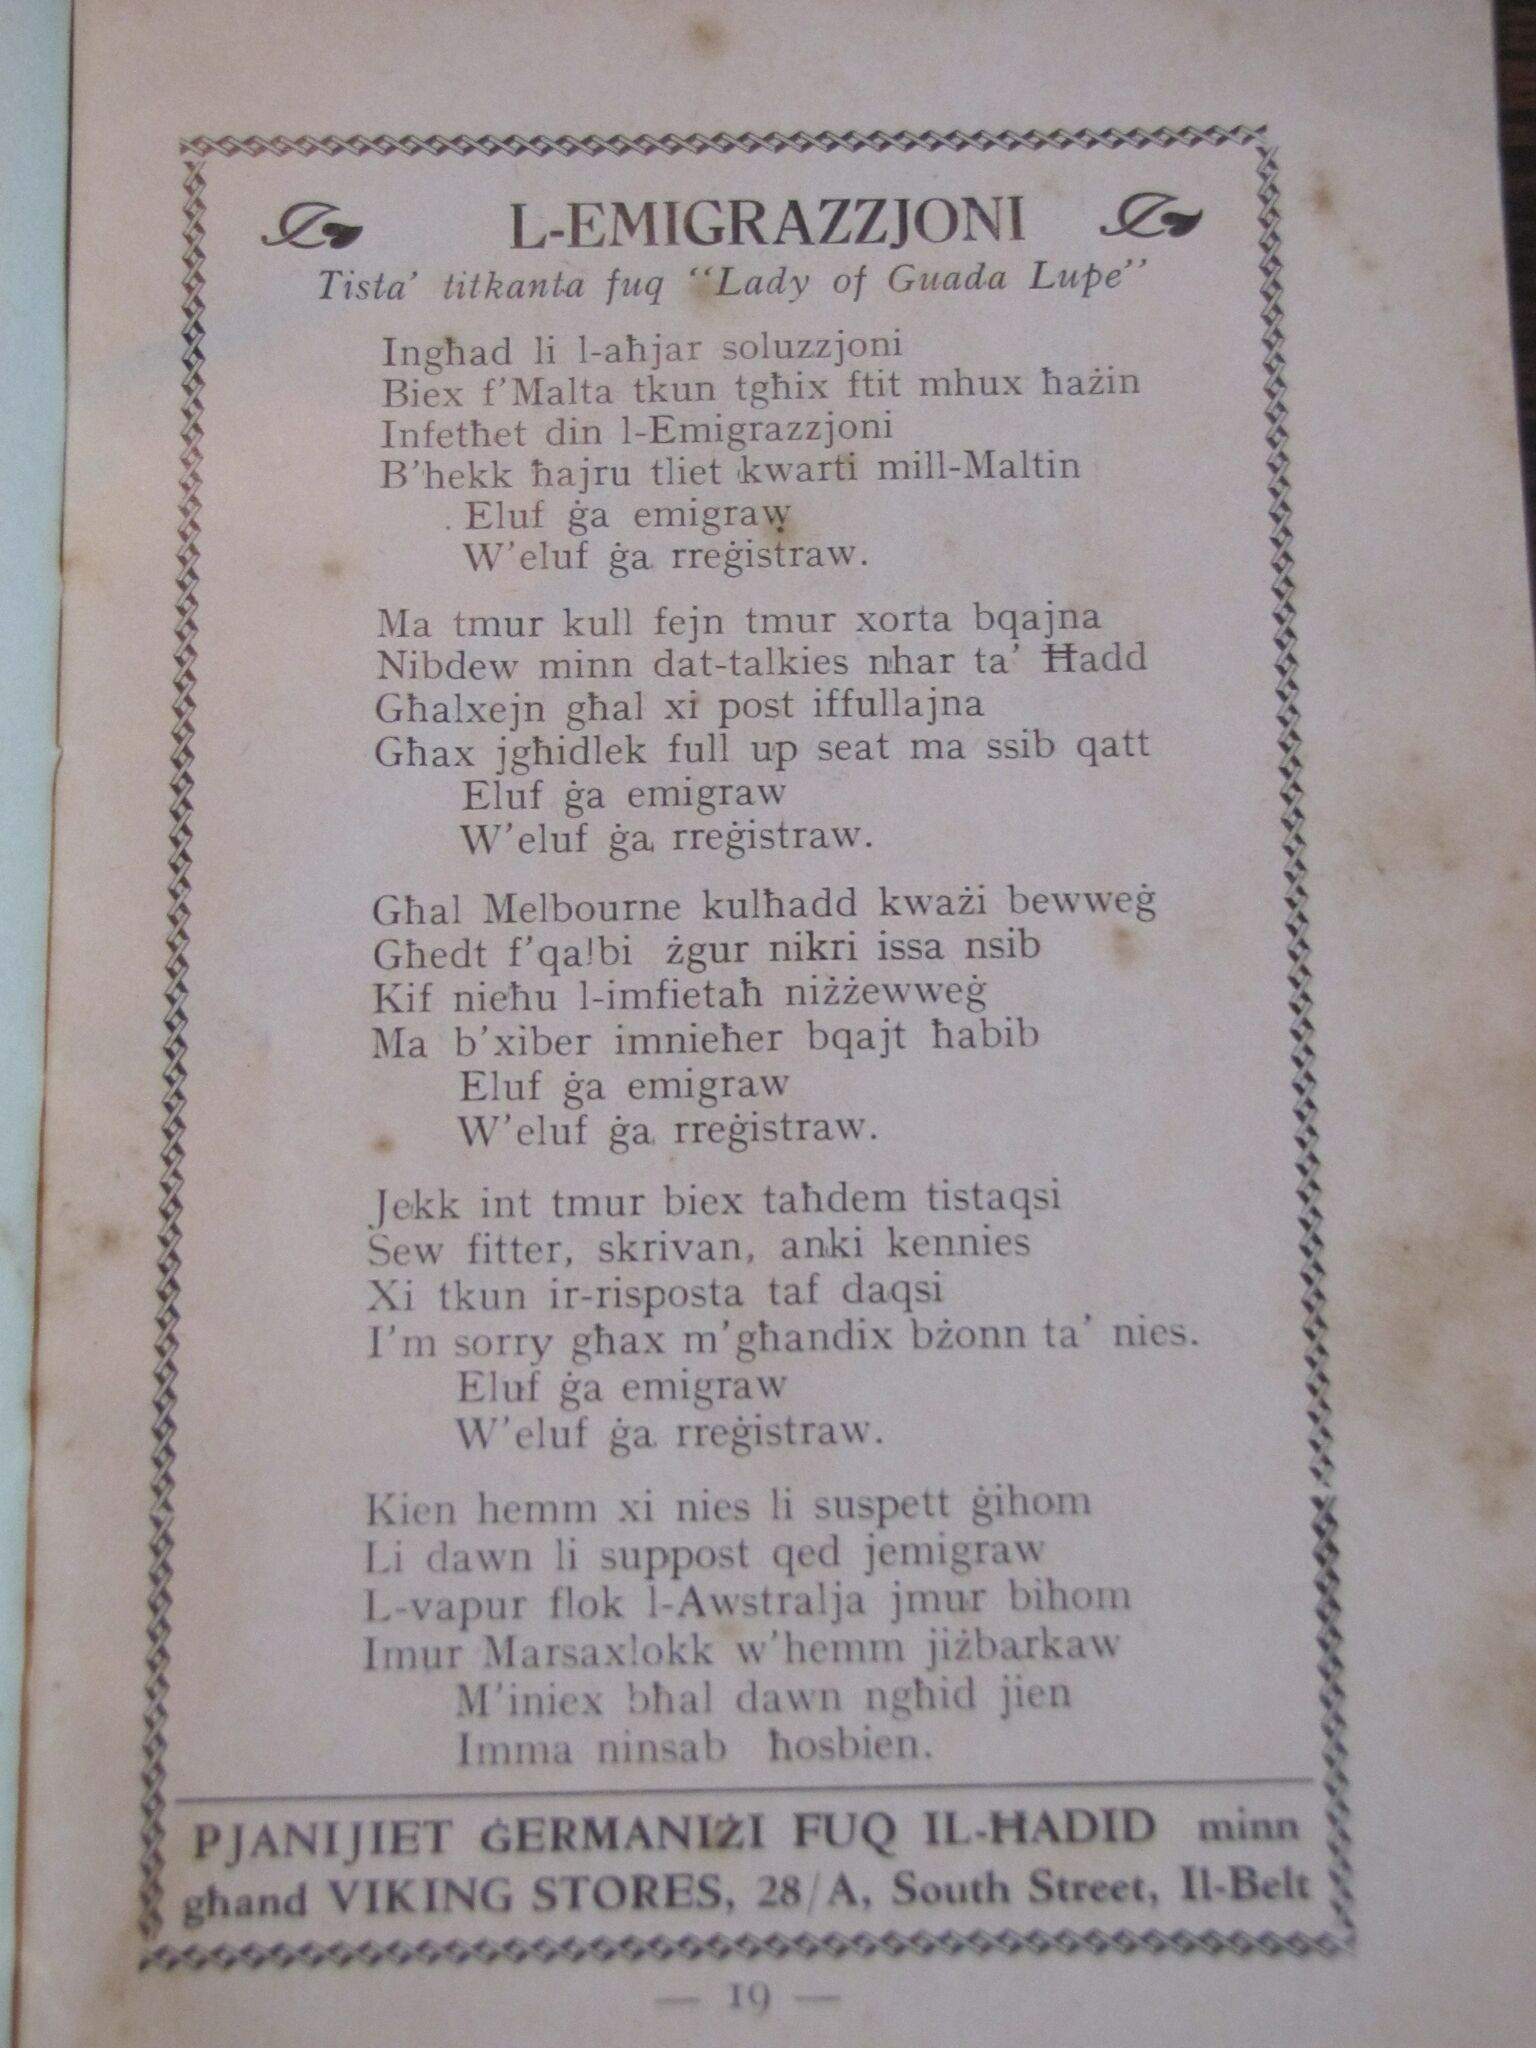 L-EMIGRAZZJONI
Tista' titkanta fuq "Lady of Guada Lupe"
Ingħad li l-aħjar soluzzjoni
Biex f'Malta tkun tgħix ftit mhux ħażin
Infetħet din l-Emigrazzjoni
B'hekk ħajru tliet kwarti mill-Maltin
Eluf ġa emigraw
W'eluf ġa rreġistraw.
Ma tmur kull fejn tmur xorta bqajna
Nibdew minn dat-talkies nhar ta' Ħadd
Għalxejn għal xi post iffullajna
Għax jgħidlek full up seat ma ssib qatt
Eluf ġa emigraw
W'eluf ġa rreġistraw.
Għal Melbourne kulħadd kważi bewweġ
Għedt f'qalbi żgur nikri issa nsib
Kif nieħu l-imfietaħ niżżewweġ
Ma b'xiber imnieħer bqajt ħabib
Eluf ġa emigraw
W'eluf ġa rreġistraw.
Jekk int tmur biex taħdem tistaqsi
Sew fitter, skrivan, anki kennies
Xi tkun ir-risposta taf daqsi
I'm sorry għax m'għandix bżonn ta' nies.
Eluf ġa emigraw
W'eluf ġa rreġistraw.
Kien hemm xi nies li suspett ġihom
Li dawn li suppost qed jemigraw
L-vapur flok l-Awstralja jmur bihom
Imur Marsaxlokk w'hemm jiżbarkaw
M'iniex bħal dawn ngħid jien
Imma ninsab ħosbien.
PJANIJIET ĠERMANIŻI FUQ IL-ĦADID minn
għand VIKING STORES, 28/A, South Street, Il-Belt
— 19 —